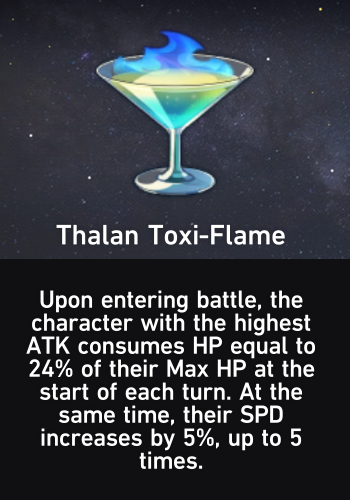 Thalan Toxi-Flame
Upon entering battle, the
character with the highest
ATK consumes HP equal to
24% of their Max HP at the
start of each turn. At the
same time, their SPD
increases by 5%, up to 5
times.